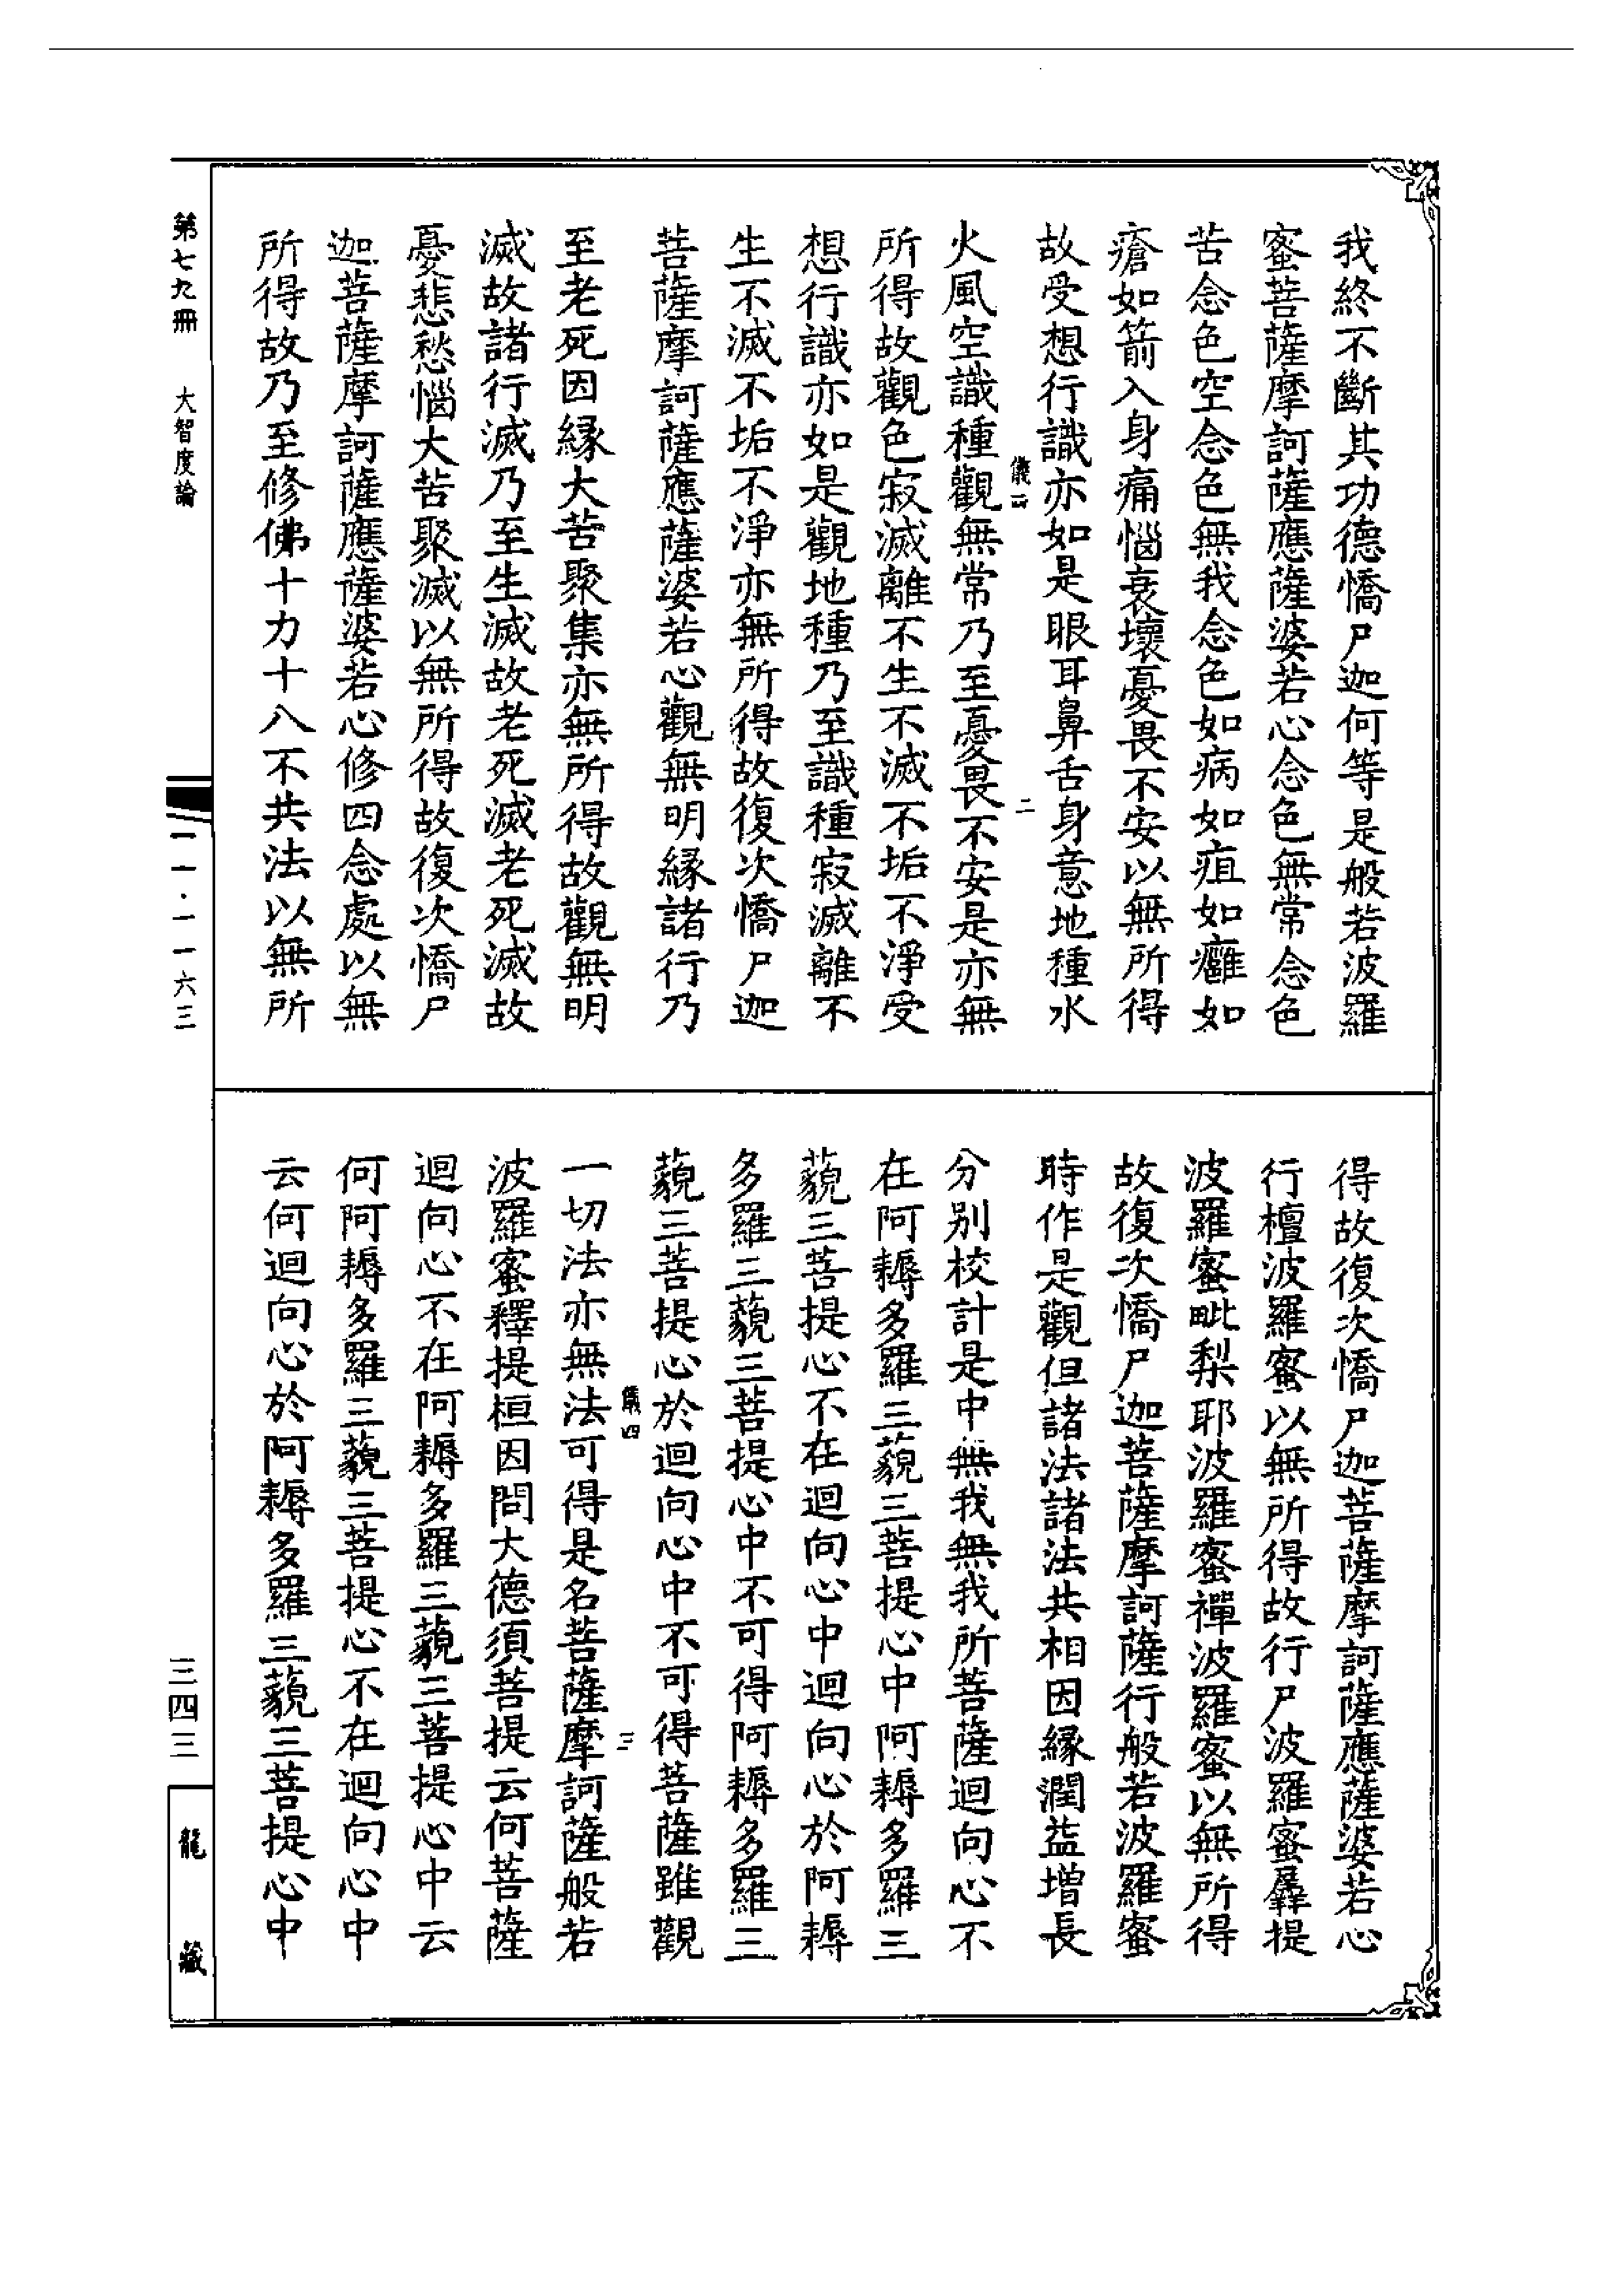 我終不斷其功德憍尸迦何等是般若波羅
蜜菩薩摩訶薩應薩婆若心念色無常念色
苦念色空念色無我念色如病如疽如癰如
瘡如箭入身痛惱衰壞憂畏不安以無所得
故受想行識亦如是眼耳鼻舌身意地種水
儀四 二
火風空識種觀無常乃至憂畏不安是亦無
所得故觀色寂滅離不生不滅不垢不淨受
想行識亦如是觀地種乃至識種寂滅離不
生不滅不垢不淨亦無所得故復次憍尸迦
菩薩摩訶薩應薩婆若心觀無明緣諸行乃
至老死因緣大苦聚集亦無所得故觀無明
滅故諸行滅乃至生滅故老死滅老死滅故
憂悲愁惱大苦聚滅以無所得故復次憍尸
迦菩薩摩訶薩應薩婆若心修四念處以無
所得故乃至修佛十力十八不共法以無所
得故復次憍尸迦菩薩摩訶薩應薩婆若心
行檀波羅蜜以無所得故行尸波羅蜜羼提
波羅蜜毗梨耶波羅蜜禪波羅蜜以無所得
故復次憍尸迦菩薩摩訶薩行般若波羅蜜
時作是觀但諸法諸法共相因緣潤益增長
分別校計是中無我無我所菩薩迴向心不
在阿耨多羅三藐三菩提心中阿耨多羅三
藐三菩提心不在迴向心中迴向心於阿耨
多羅三藐三菩提心中不可得阿耨多羅三
藐三菩提心於迴向心中不可得菩薩雖觀
儀四 三
一切法亦無法可得是名菩薩摩訶薩般若
波羅蜜釋提桓因問大德須菩提云何菩薩
迴向心不在阿耨多羅三藐三菩提心中云
何阿耨多羅三藐三菩提心不在迴向心中
云何迴向心於阿耨多羅三藐三菩提心中
第七九冊 大智度論 一一·一一六三
三四三 龍藏